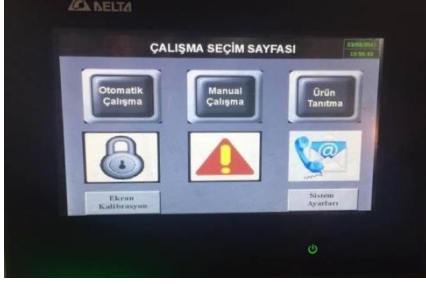 DELTA
ÇALIŞMA SEÇİM SAYFASI
Otomatik
Çalışma
Manual
Çalışma
Ürün
Tanıtma
@
Ekran
Kalibrasyon
Sistem
Ayarları